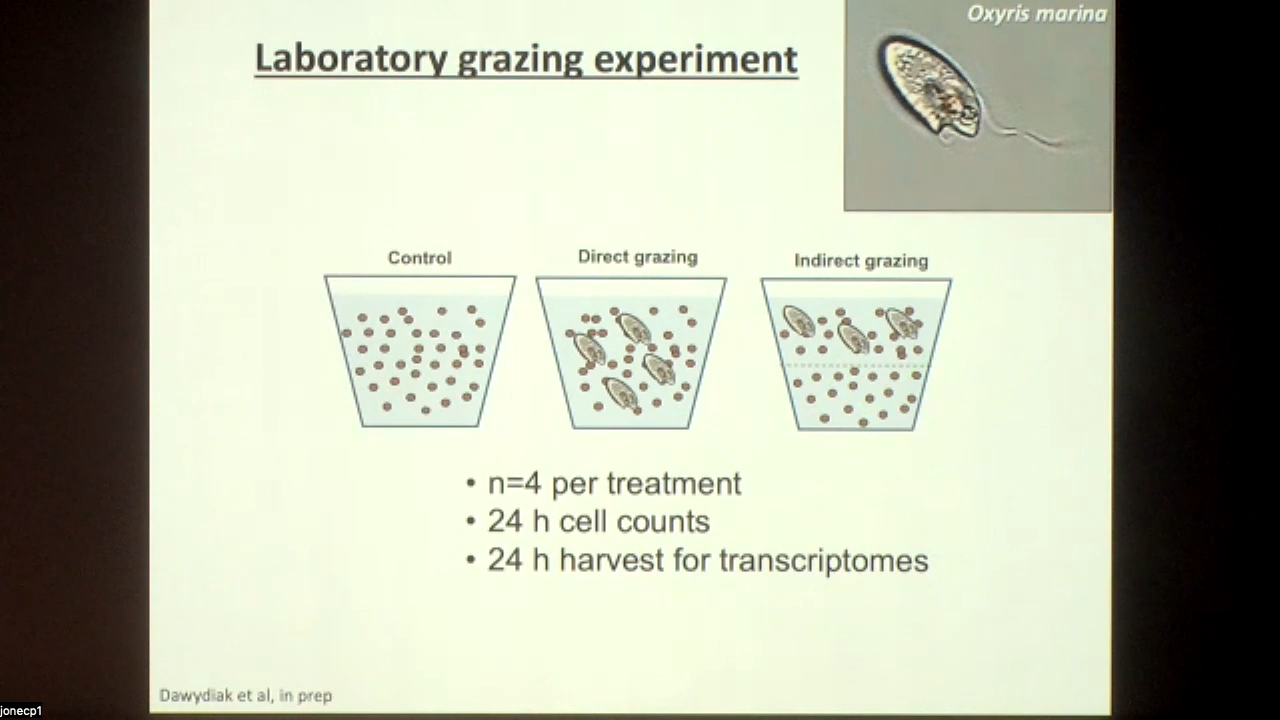 Oxyris marina
Laboratory grazing experiment
Control
Direct grazing
Indirect grazing
• n=4 per treatment
• 24 h cell counts
• 24 h harvest for transcriptomes
Dawydiak et al, in prep
jonecp1